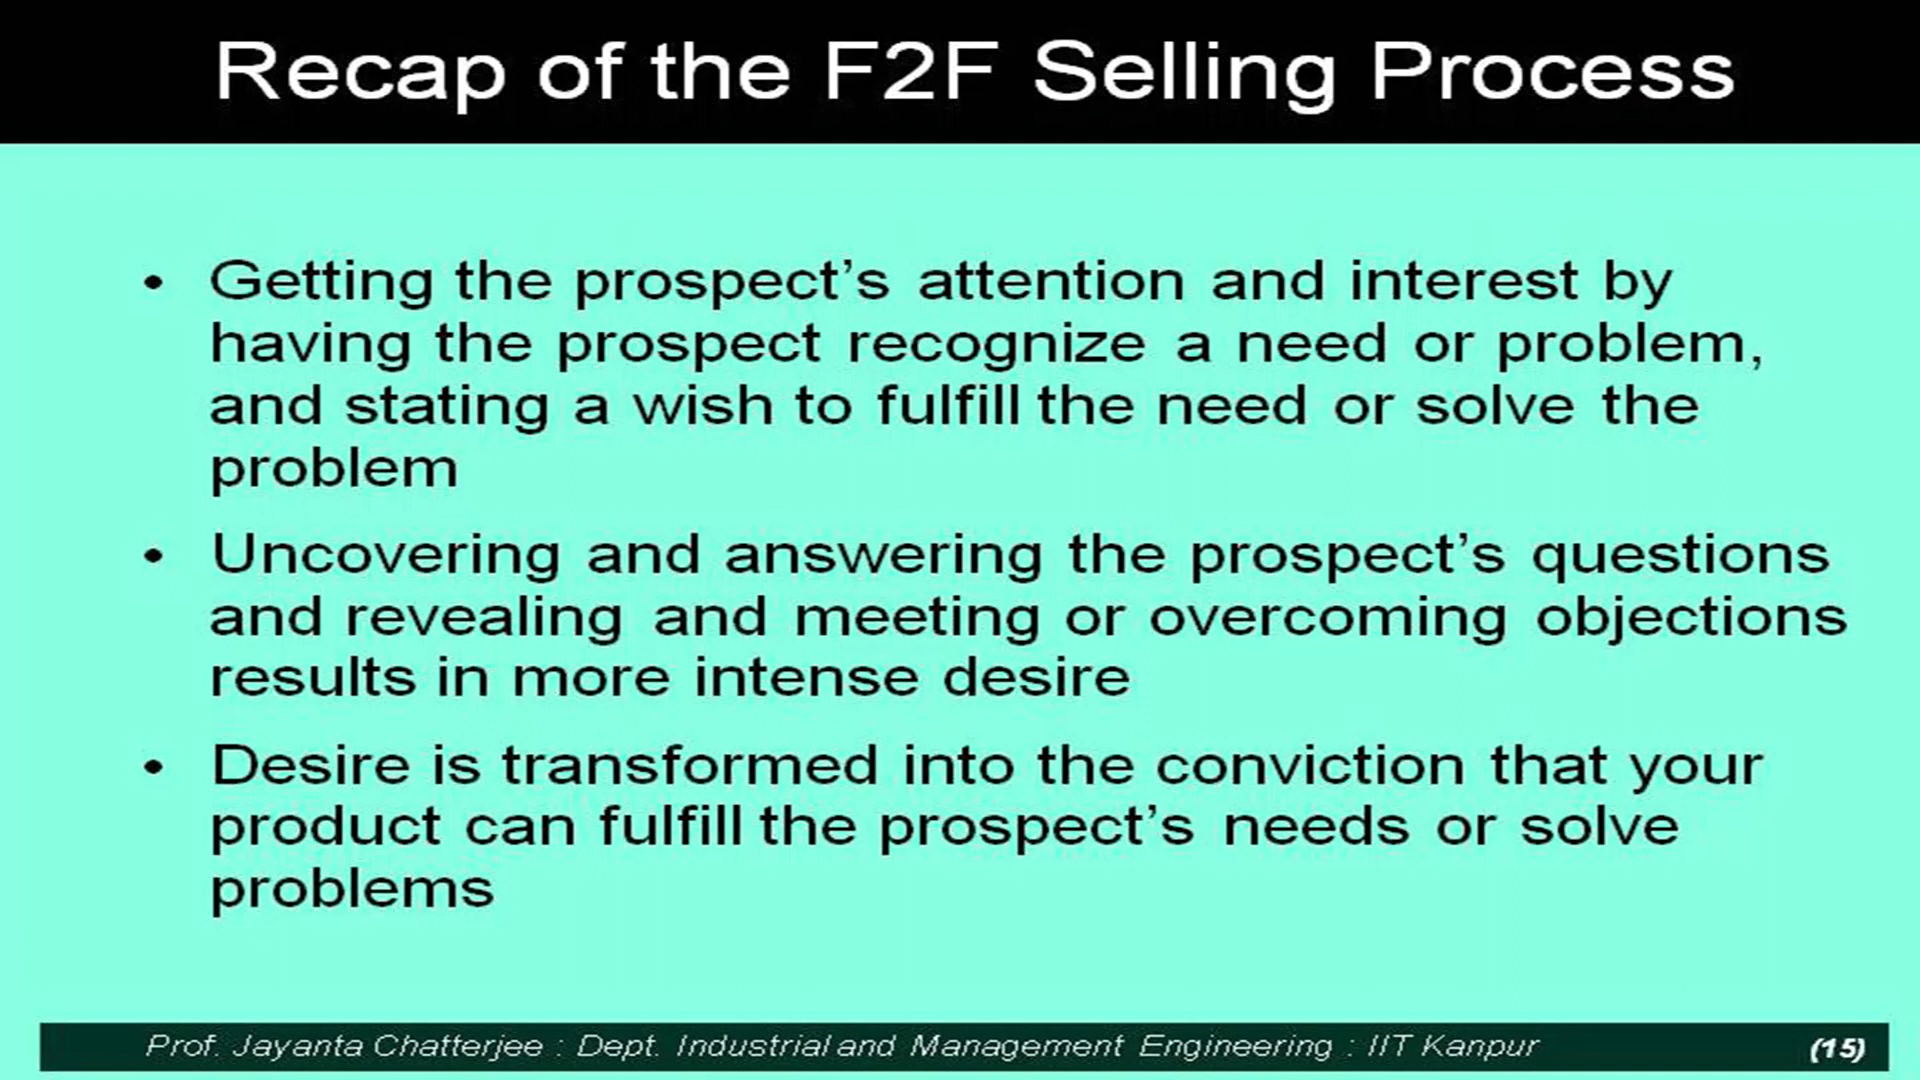 Recap of the F2F Selling Process
• Getting the prospect’s attention and interest by
having the prospect recognize a need or problem,
and stating a wish to fulfill the need or solve the
problem
• Uncovering and answering the prospect’s questions
and revealing and meeting or overcoming objections
results in more intense desire
• Desire is transformed into the conviction that your
product can fulfill the prospect’s needs or solve
problems
Prof. Jayanta Chatterjee : Dept. Industrial and Management Engineering : IIT Kanpur (15)